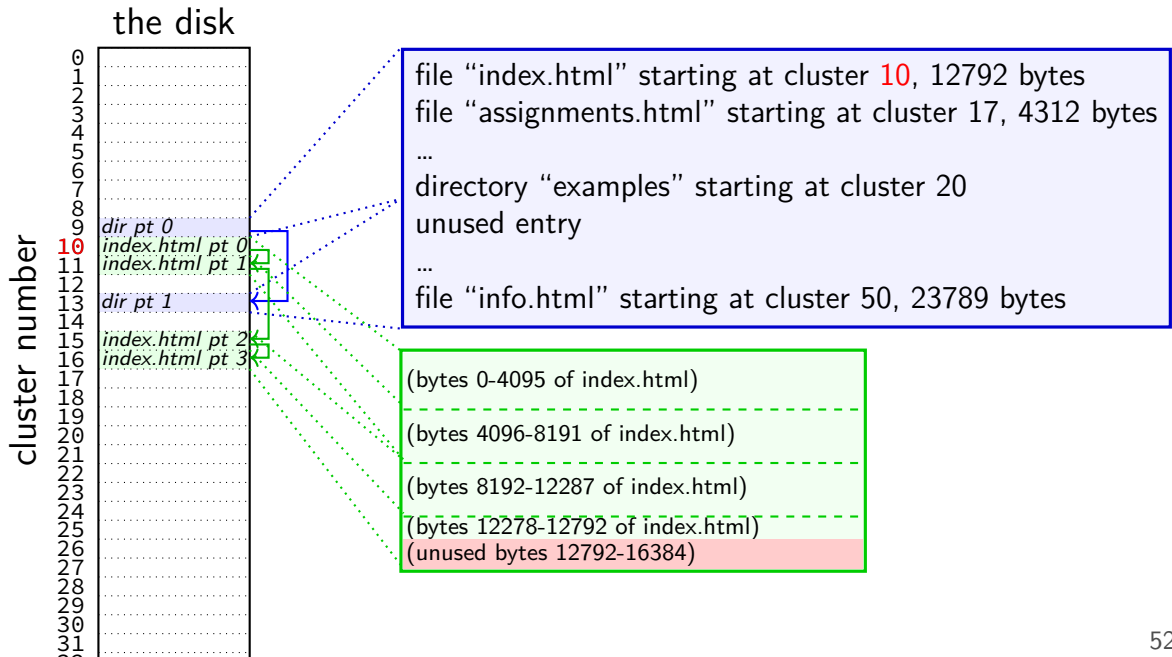 the disk
cluster number
0
1
2
3
4
5
6
7
8
9
10
11
12
13
14
15
16
17
18
19
20
21
22
23
24
25
26
27
28
29
30
31
dir pt 0
index.html pt 0
index.html pt 1
dir pt 1
index.html pt 2
index.html pt 3
file “index.html” starting at cluster 10, 12792 bytes
file “assignments.html” starting at cluster 17, 4312 bytes
…
directory “examples” starting at cluster 20
unused entry
…
file “info.html” starting at cluster 50, 23789 bytes
(bytes 0-4095 of index.html)
(bytes 4096-8191 of index.html)
(bytes 8192-12287 of index.html)
(bytes 12278-12792 of index.html)
(unused bytes 12792-16384)
52